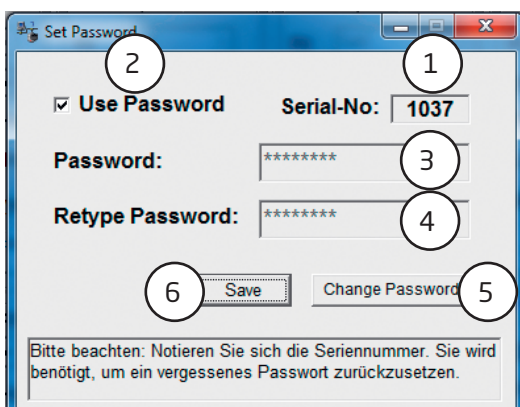 Set Password
2
1
Use Password
Serial-No: 1037
Password: ******** 3
Retype Password: ******** 4
6 Save
Change Password 5
Bitte beachten: Notieren Sie sich die Seriennummer. Sie wird
benötigt, um ein vergessenes Passwort zurückzusetzen.